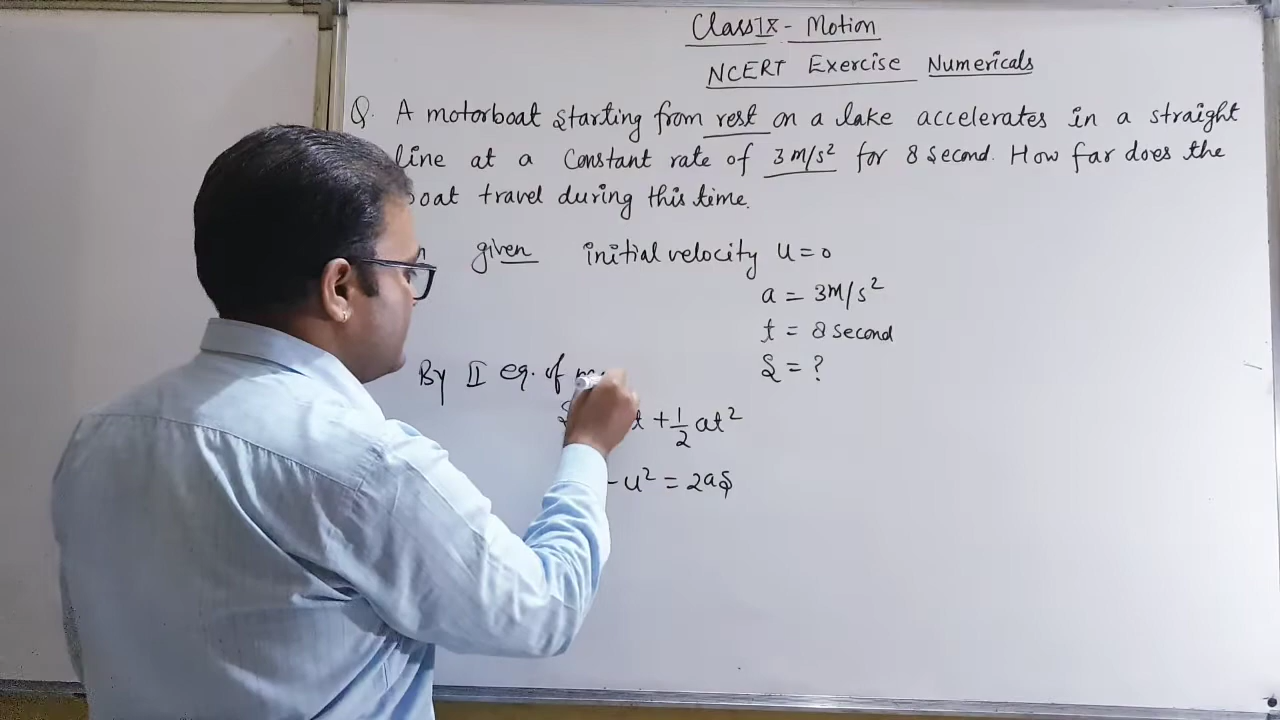 Class IX - Motion
NCERT Exercise Numericals
Q. A motorboat starting from rest on a lake accelerates in a straight
line at a constant rate of 3 m/s² for 8 second. How far does the
boat travel during this time.
given initial velocity u = 0
a = 3m/s²
t = 8 second
S = ?
By II eq. of
t + 1/2 at²
- u² = 2as